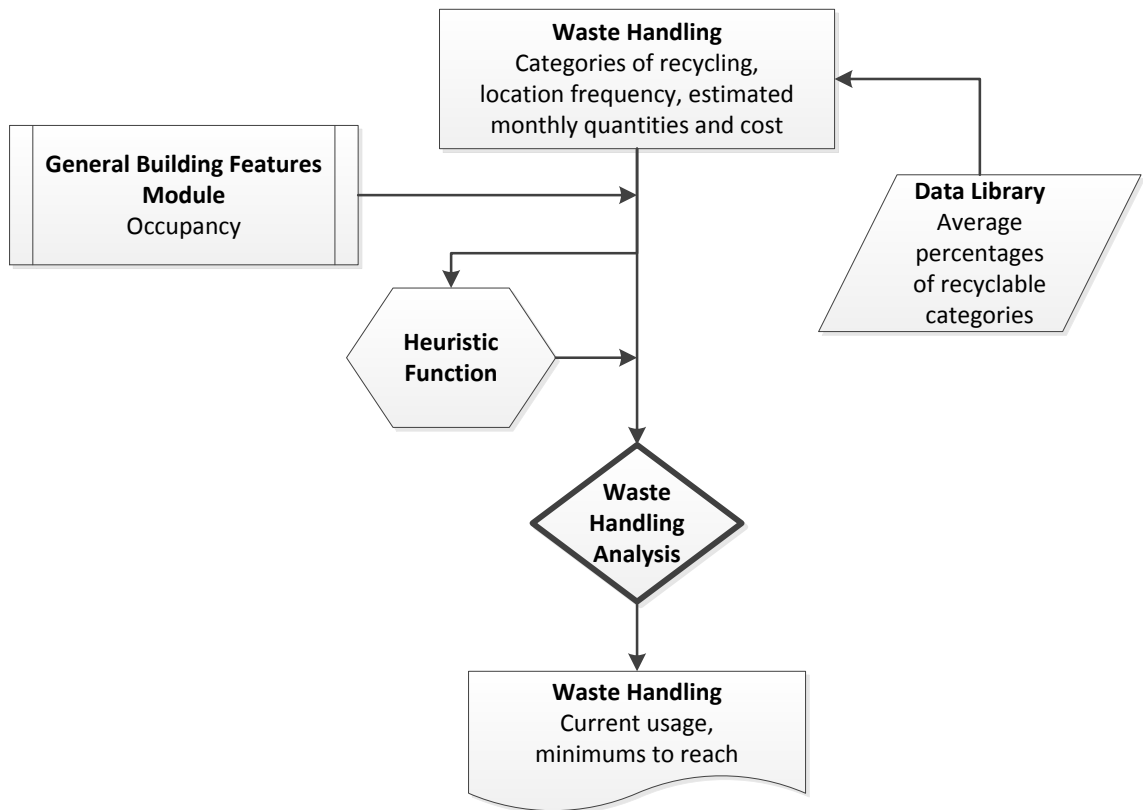 Waste Handling
Categories of recycling,
location frequency, estimated
monthly quantities and cost
General Building Features
Module
Occupancy
Data Library
Average
percentages
of recyclable
categories
Heuristic
Function
Waste
Handling
Analysis
Waste Handling
Current usage,
minimums to reach